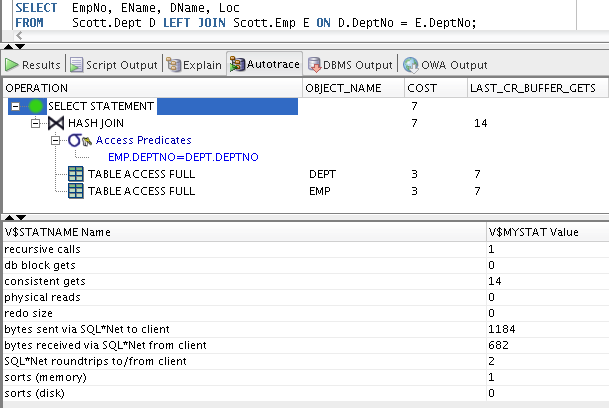 SELECT EmpNo, EName, DName, Loc
FROM Scott.Dept D LEFT JOIN Scott.Emp E ON D.DeptNo = E.DeptNo;
Results Script Output Explain Autotrace DBMS Output OWA Output
OPERATION OBJECT_NAME COST LAST_CR_BUFFER_GETS
SELECT STATEMENT 7
HASH JOIN 7 14
Access Predicates
EMP.DEPTNO=DEPT.DEPTNO
TABLE ACCESS FULL DEPT 3 7
TABLE ACCESS FULL EMP 3 7
V$STATNAME Name V$MYSTAT Value
recursive calls 1
db block gets 0
consistent gets 14
physical reads 0
redo size 0
bytes sent via SQL*Net to client 1184
bytes received via SQL*Net from client 682
SQL*Net roundtrips to/from client 2
sorts (memory) 1
sorts (disk) 0